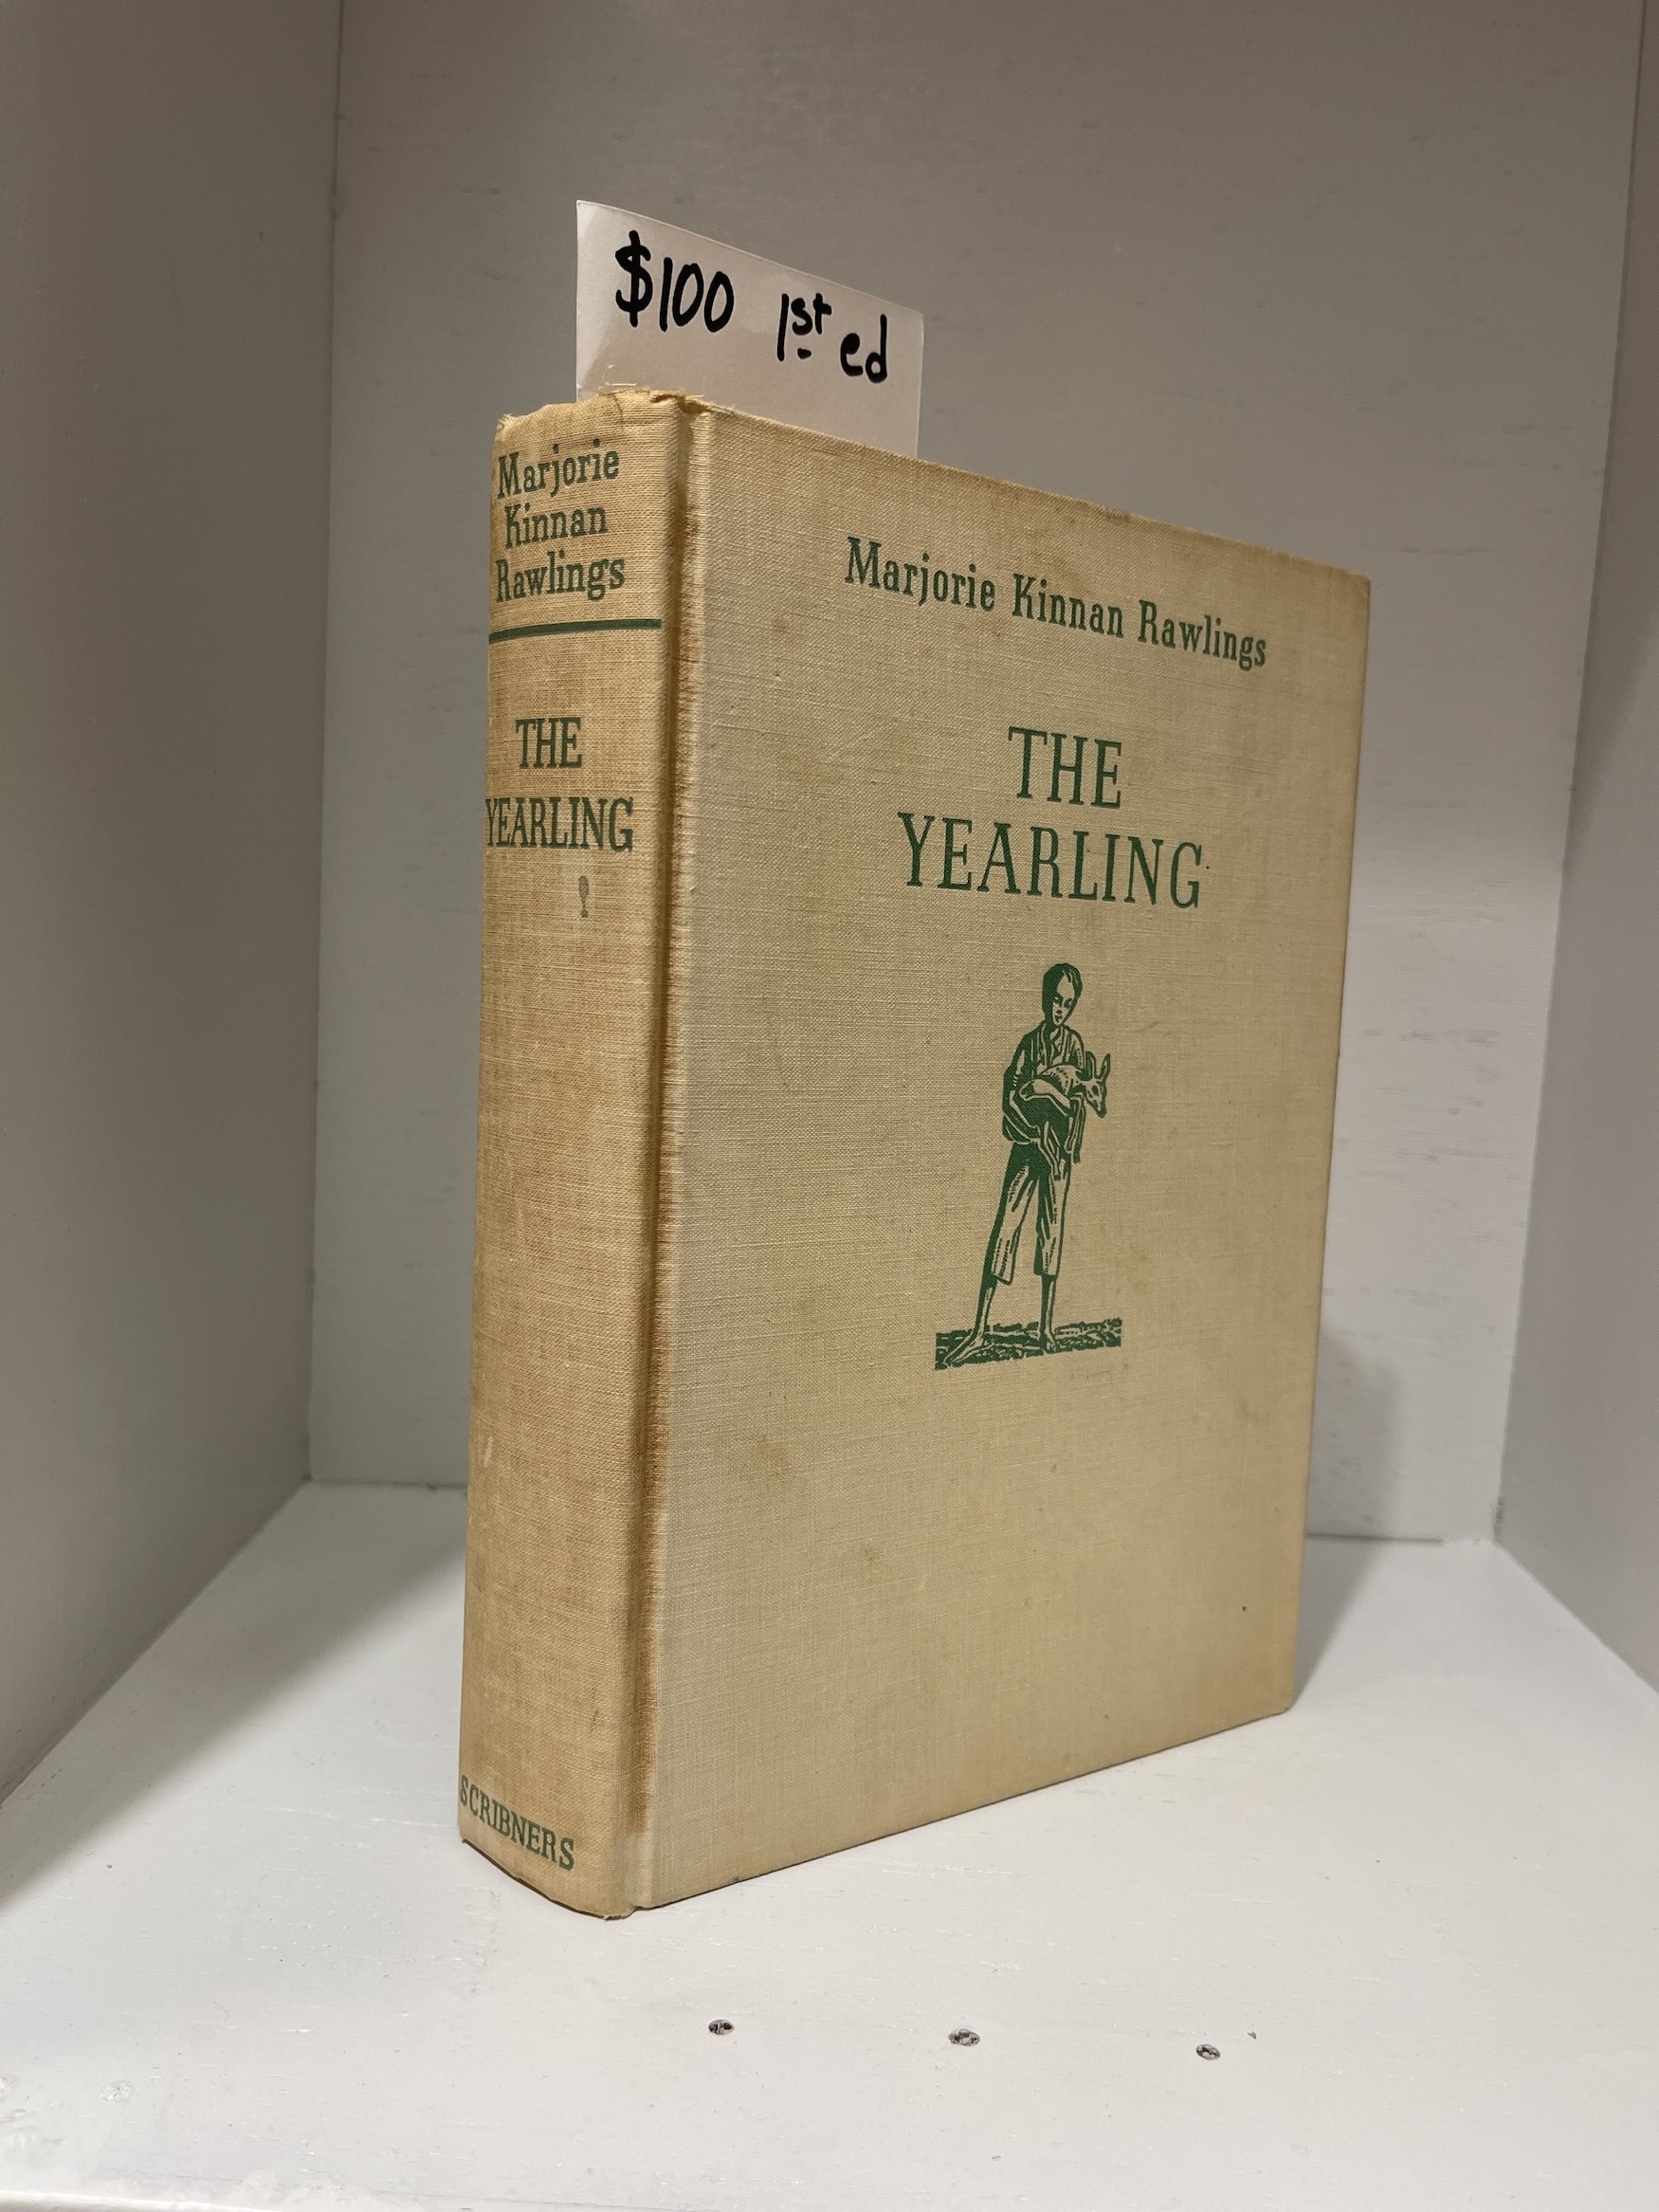 $100 1st ed
Marjorie
Kinnan
Rawlings
THE
YEARLING
SCRIBNERS
Marjorie Kinnan Rawlings
THE
YEARLING